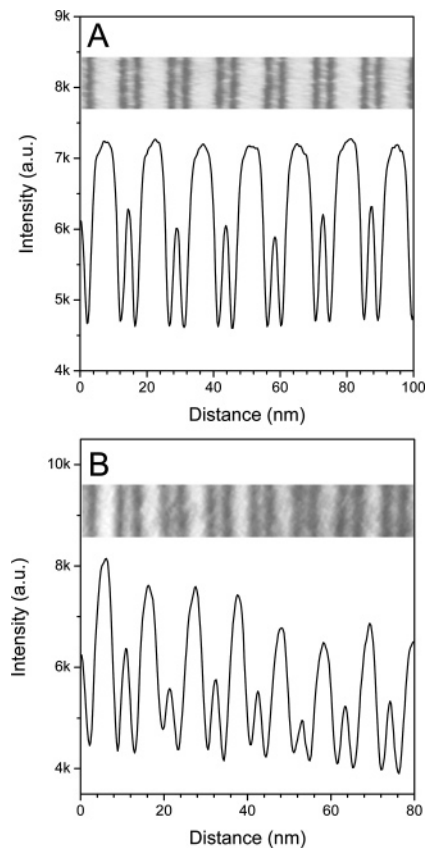 A
9k
8k
7k
6k
5k
4k
Intensity (a.u.)
0 20 40 60 80 100
Distance (nm)
B
10k
8k
6k
4k
Intensity (a.u.)
0 20 40 60 80
Distance (nm)